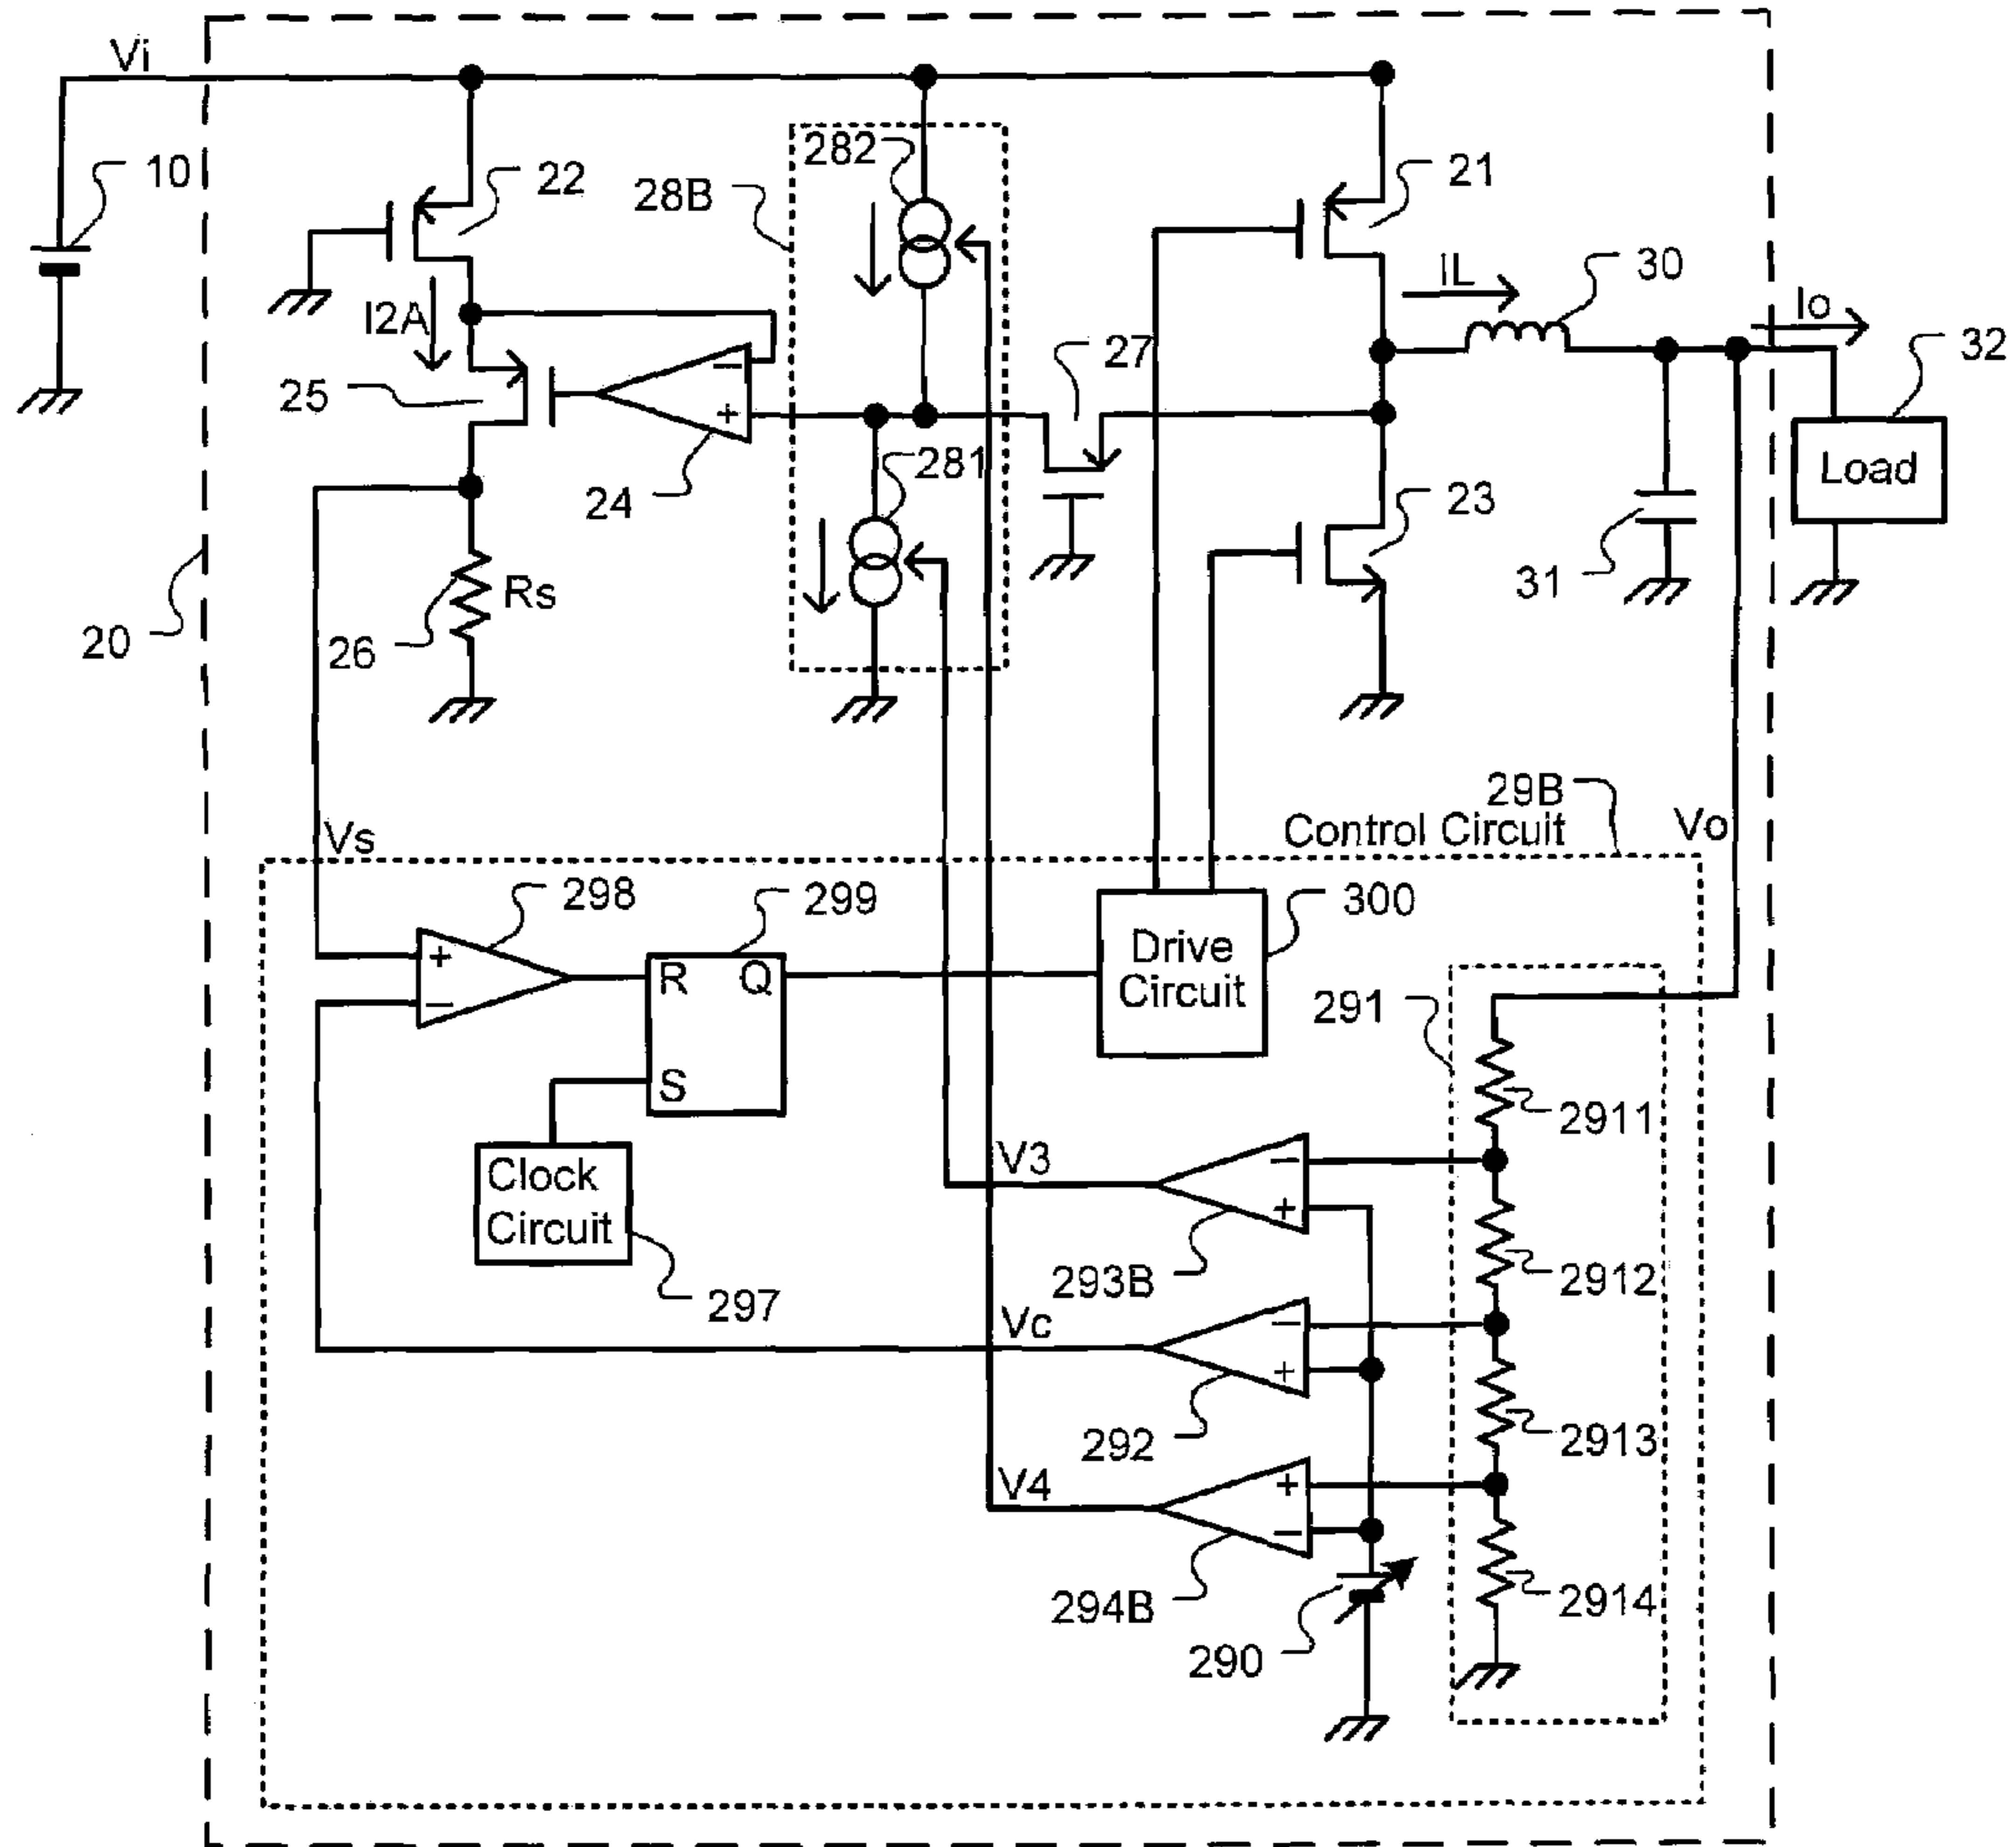 Vi
10
22
282
28B
21
IL
30
Io
I2A
27
32
25
−
+
24
281
Load
23
31
20
26
Rs
29B
Control Circuit
Vo
Vs
298
299
300
+
−
R
Q
S
Drive
Circuit
291
2911
Clock
Circuit
V3
−
+
293B
2912
297
Vc
−
+
292
2913
V4
+
−
294B
2914
290